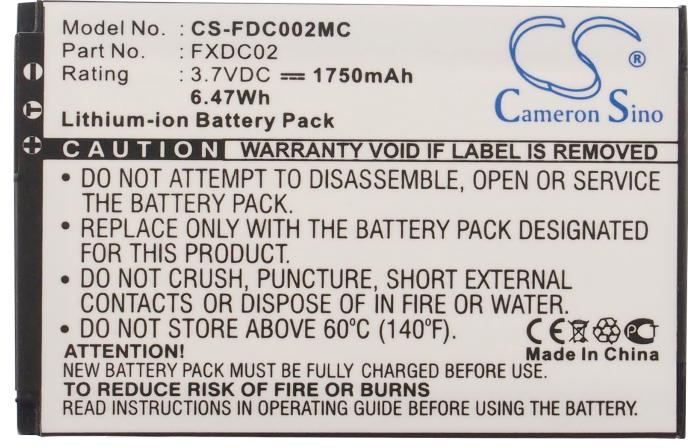 Model No. : CS-FDC002MC
P/N : FXDC02
Rating : 3.7VDC ⎓ 1750mAh
6.47Wh
Lithium-ion Battery Pack
CS ®
Cameron Sino
CAUTION WARRANTY VOID IF LABEL IS REMOVED
• DO NOT ATTEMPT TO DISASSEMBLE, OPEN OR SERVICE
THE BATTERY PACK.
• REPLACE ONLY WITH THE BATTERY PACK DESIGNED FOR
THIS PRODUCT.
• DO NOT CRUSH, PUNCTURE, SHORT EXTERNAL
CONTACTS OR DISPOSE OF IN FIRE OR WATER.
• DO NOT STORE ABOVE 60°C (140°F).
CE
Made In China
ATTENTION!
NEW BATTERY PACK MUST BE FULLY CHARGED BEFORE USE
TO REDUCE RISK OF FIRE OR BURNS
READ INSTRUCTIONS IN OPERATING GUIDE BEFORE USING BATTERY